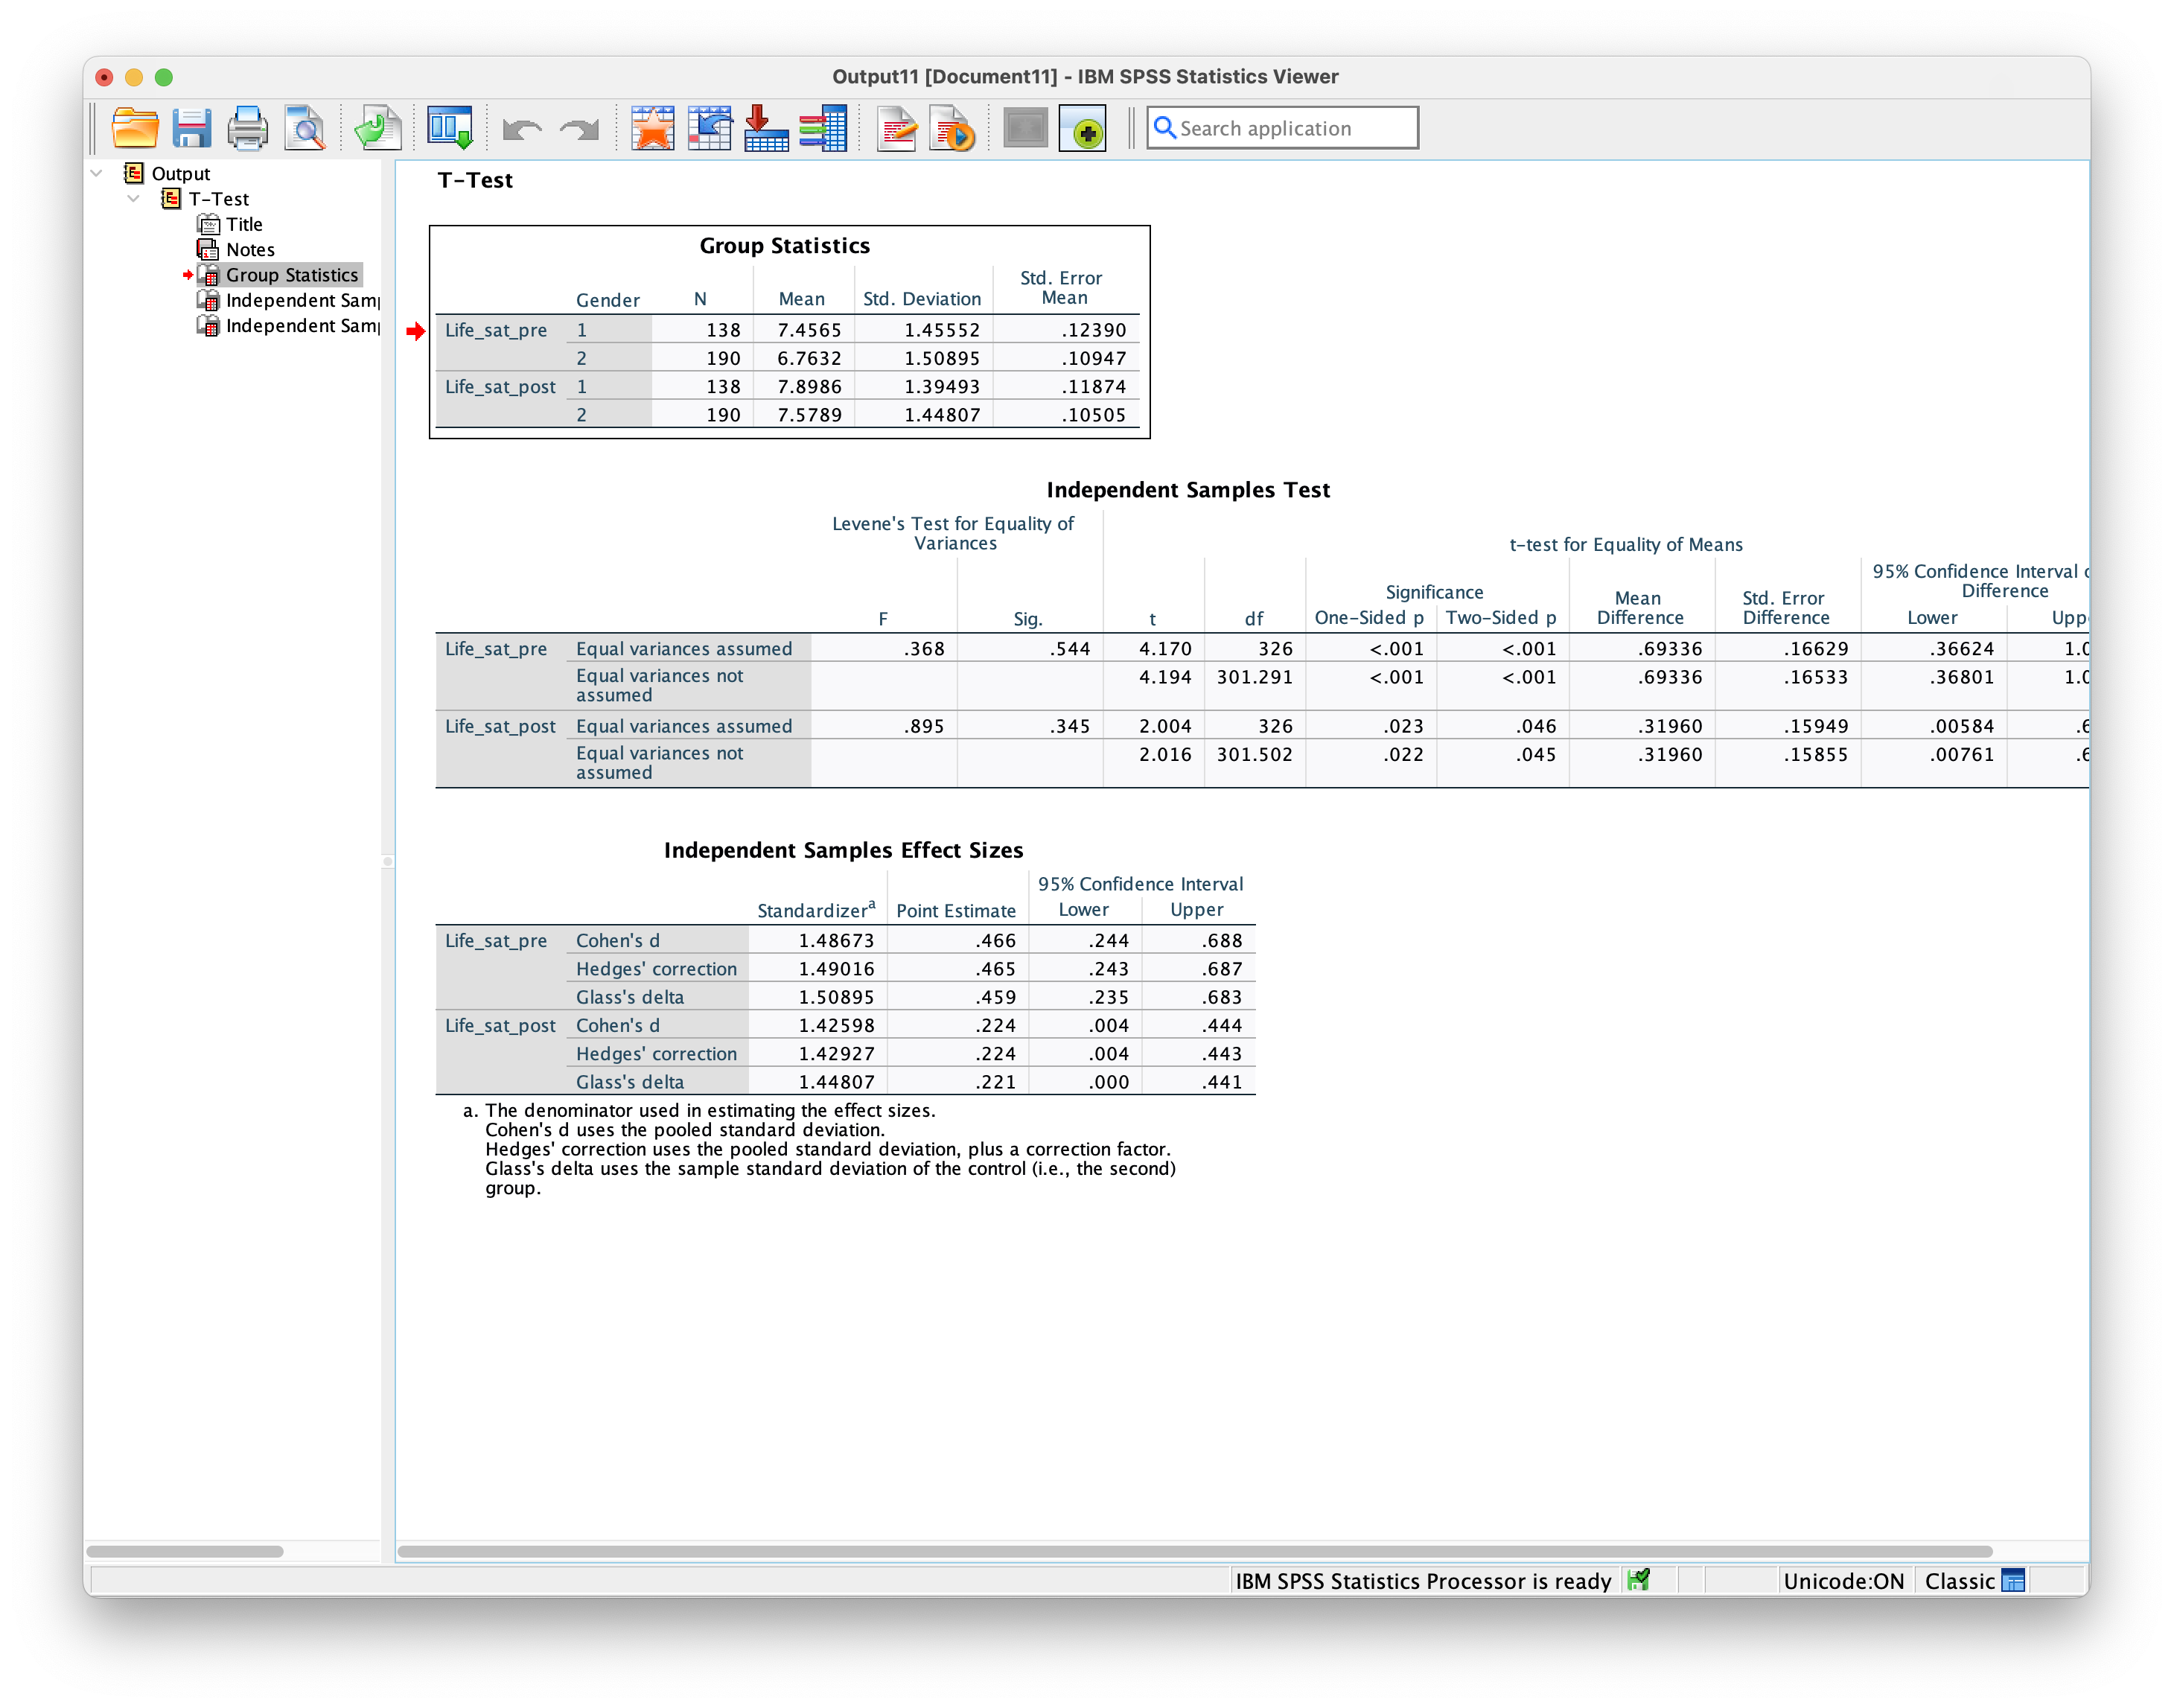 Output11 [Document11] - IBM SPSS Statistics Viewer
Search application
Output
T-Test
Title
Notes
Group Statistics
Independent Samp
Independent Samp
T-Test
Group Statistics
Gender N Mean Std. Deviation Std. Error Mean
Life_sat_pre 1 138 7.4565 1.45552 .12390
2 190 6.7632 1.50895 .10947
Life_sat_post 1 138 7.8986 1.39493 .11874
2 190 7.5789 1.44807 .10505
Independent Samples Test
Levene's Test for Equality of Variances
t-test for Equality of Means
F Sig. t df Significance One-Sided p Two-Sided p Mean Difference Std. Error Difference 95% Confidence Interval Difference Lower Upp
Life_sat_pre Equal variances assumed .368 .544 4.170 326 <.001 <.001 .69336 .16629 .36624 1.0
Equal variances not assumed 4.194 301.291 <.001 <.001 .69336 .16533 .36801 1.0
Life_sat_post Equal variances assumed .895 .345 2.004 326 .023 .046 .31960 .15949 .00584 .6
Equal variances not assumed 2.016 301.502 .022 .045 .31960 .15855 .00761 .6
Independent Samples Effect Sizes
Standardizerᵃ Point Estimate 95% Confidence Interval Lower Upper
Life_sat_pre Cohen's d 1.48673 .466 .244 .688
Hedges' correction 1.49016 .465 .243 .687
Glass's delta 1.50895 .459 .235 .683
Life_sat_post Cohen's d 1.42598 .224 .004 .444
Hedges' correction 1.42927 .224 .004 .443
Glass's delta 1.44807 .221 .000 .441
a. The denominator used in estimating the effect sizes.
Cohen's d uses the pooled standard deviation.
Hedges' correction uses the pooled standard deviation, plus a correction factor.
Glass's delta uses the sample standard deviation of the control (i.e., the second)
group.
IBM SPSS Statistics Processor is ready
Unicode:ON
Classic